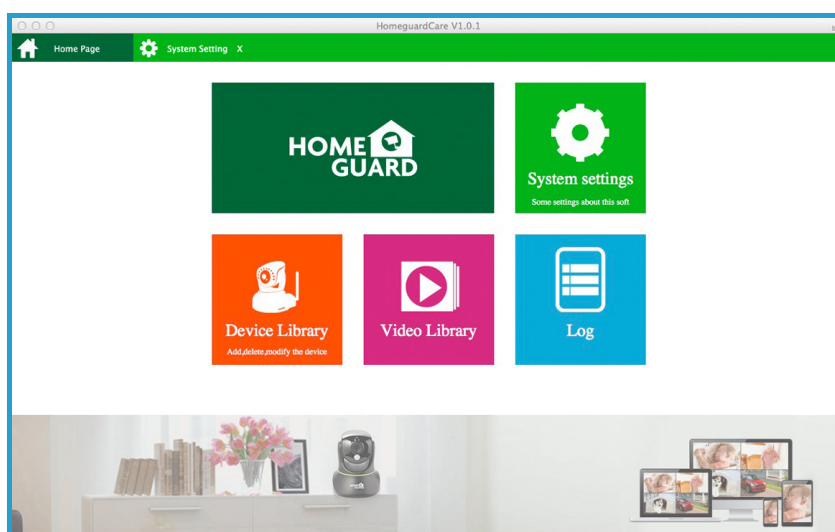 HomeguardCare V1.0.1
Home Page
System Setting X
HOME
GUARD
System settings
Some settings about this soft
Device Library
Add,delete,modify the device
Video Library
Log